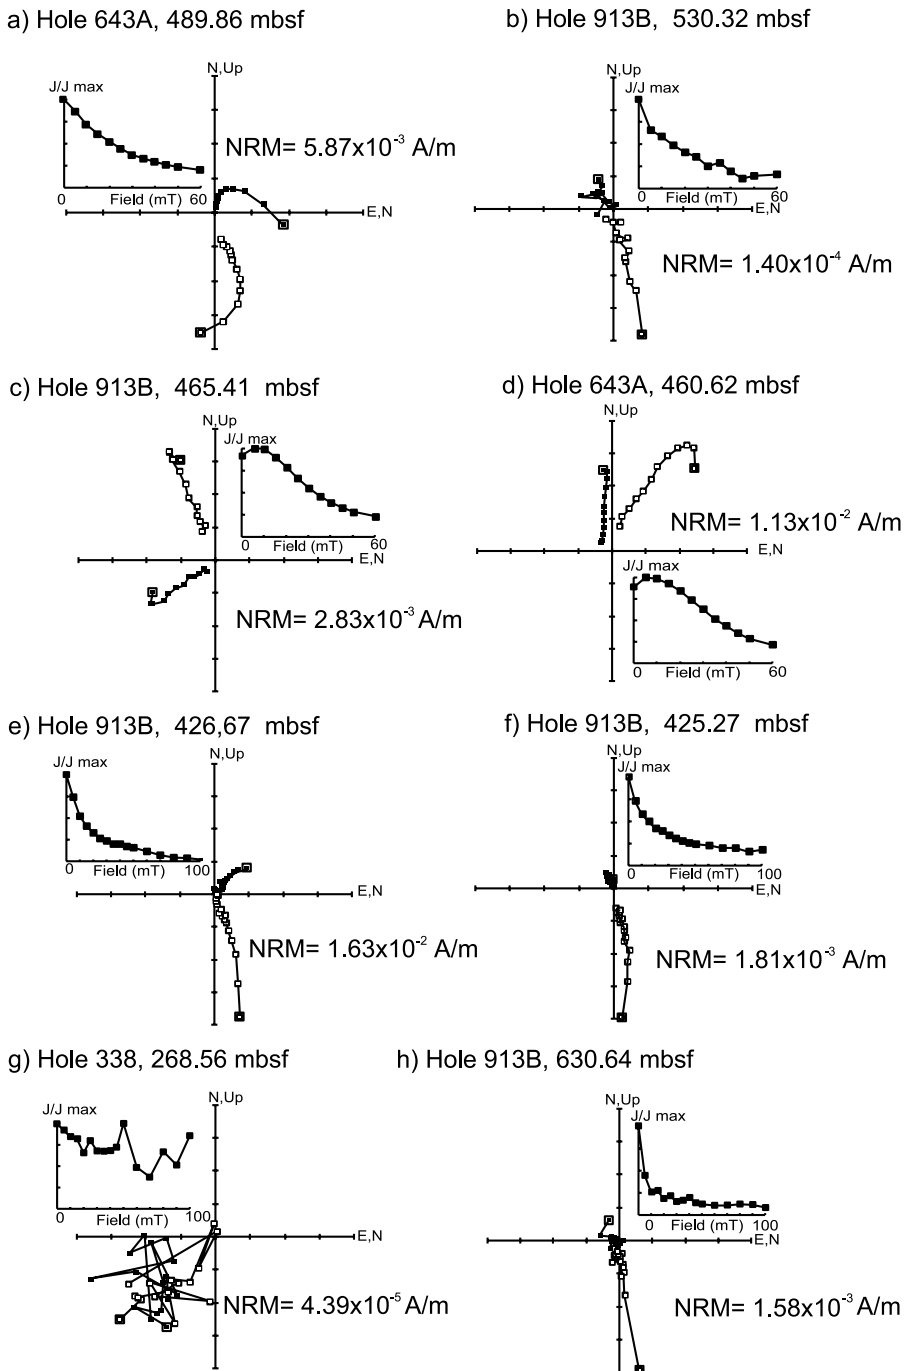 a) Hole 643A, 489.86 mbsf
N,Up
J/J max
NRM= 5.87x10-3 A/m
0 Field (mT) 60
E,N
b) Hole 913B, 530.32 mbsf
N,Up
J/J max
0 Field (mT) 60
E,N
NRM= 1.40x10-4 A/m
c) Hole 913B, 465.41 mbsf
N,Up
J/J max
0 Field (mT) 60
E,N
NRM= 2.83x10-3 A/m
d) Hole 643A, 460.62 mbsf
N,Up
NRM= 1.13x10-2 A/m
E,N
J/J max
0 Field (mT) 60
e) Hole 913B, 426,67 mbsf
N,Up
J/J max
0 Field (mT) 100
E,N
NRM= 1.63x10-2 A/m
f) Hole 913B, 425.27 mbsf
N,Up
J/J max
0 Field (mT) 100
E,N
NRM= 1.81x10-3 A/m
g) Hole 338, 268.56 mbsf
N,Up
J/J max
0 Field (mT) 100
E,N
NRM= 4.39x10-5 A/m
h) Hole 913B, 630.64 mbsf
N,Up
J/J max
0 Field (mT) 100
E,N
NRM= 1.58x10-3 A/m